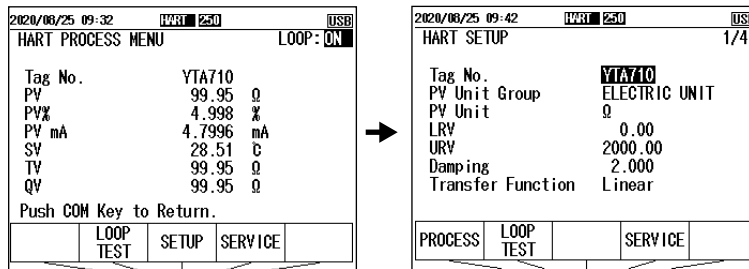 2020/08/25 09:32 HART 250 USB
HART PROCESS MENU LOOP:ON
Tag No. YTA710
PV 99.95 Ω
PV% 4.998 %
PV mA 4.7996 mA
SV 28.51 ℃
TV 99.95 Ω
QV 99.95 Ω
Push COM Key to Return.
LOOP TEST SETUP SERVICE
2020/08/25 09:42 HART 250 US
HART SETUP 1/4
Tag No. YTA710
PV Unit Group ELECTRIC UNIT
PV Unit Ω
LRV 0.00
URV 2000.00
Damping 2.000
Transfer Function Linear
PROCESS LOOP TEST SERVICE